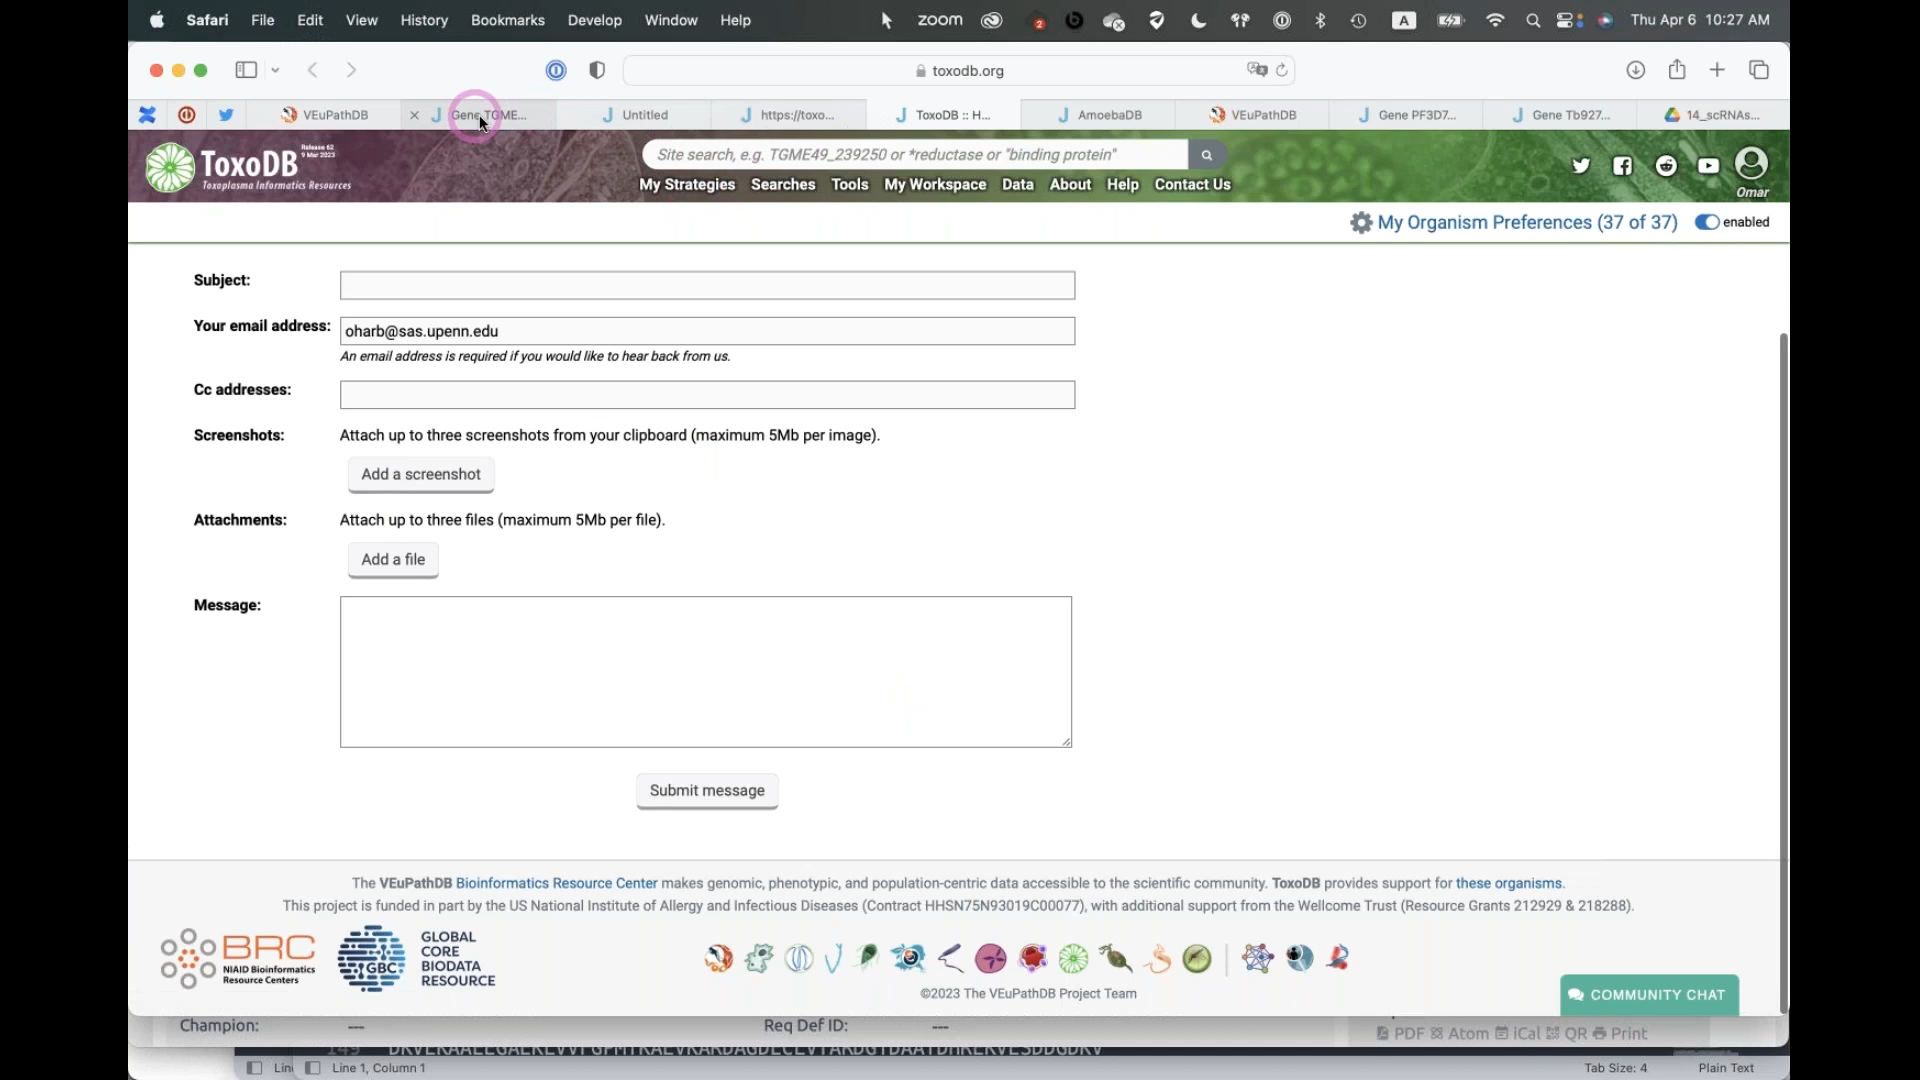 Safari File Edit View History Bookmarks Develop Window Help zoom 2 A Thu Apr 6 10:27 AM
toxodb.org
VEuPathDB Gene TGME... Untitled https://toxo... ToxoDB :: H... AmoebaDB VEuPathDB Gene PF3D7... Gene Tb927... 14_scRNAs...
ToxoDB Release 62
9 Mar 2023
Toxoplasma Informatics Resources
Site search, e.g. TGME49_239250 or *reductase or "binding protein"
My Strategies Searches Tools My Workspace Data About Help Contact Us
Omar
My Organism Preferences (37 of 37) enabled
Subject:
Your email address: oharb@sas.upenn.edu
An email address is required if you would like to hear back from us.
Cc addresses:
Screenshots: Attach up to three screenshots from your clipboard (maximum 5Mb per image).
Add a screenshot
Attachments: Attach up to three files (maximum 5Mb per file).
Add a file
Message:
Submit message
The VEuPathDB Bioinformatics Resource Center makes genomic, phenotypic, and population-centric data accessible to the scientific community. ToxoDB provides support for these organisms.
This project is funded in part by the US National Institute of Allergy and Infectious Diseases (Contract HHSN75N93019C00077), with additional support from the Wellcome Trust (Resource Grants 212929 & 218288).
BRC
NIAID Bioinformatics
Resource Centers
GBC
GLOBAL
CORE
BIODATA
RESOURCE
©2023 The VEuPathDB Project Team
COMMUNITY CHAT
Champion: --- Req Def ID: ---
PDF Atom iCal QR Print
Lin Line 1, Column 1 Tab Size: 4 Plain Text